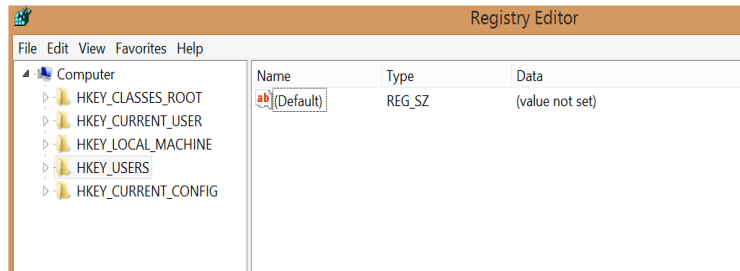 Registry Editor
File Edit View Favorites Help
Computer
HKEY_CLASSES_ROOT
HKEY_CURRENT_USER
HKEY_LOCAL_MACHINE
HKEY_USERS
HKEY_CURRENT_CONFIG
Name Type Data
ab (Default) REG_SZ (value not set)